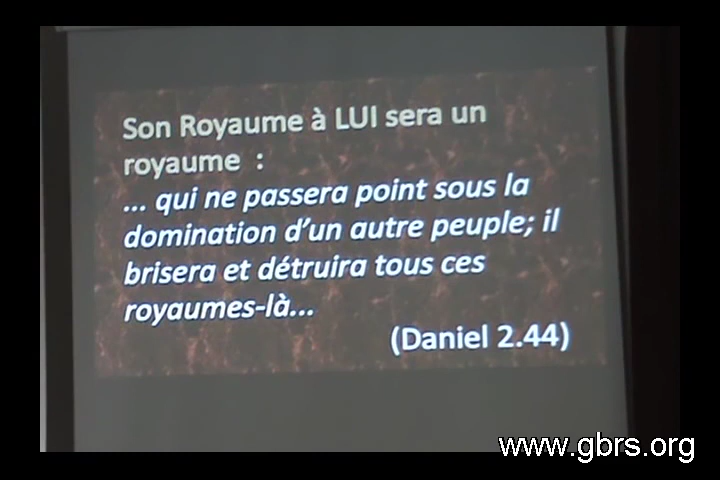 Son Royaume à LUI sera un
royaume :
... qui ne passera point sous la
domination d'un autre peuple; il
brisera et détruira tous ces
royaumes-là...
(Daniel 2.44)
www.gbrs.org